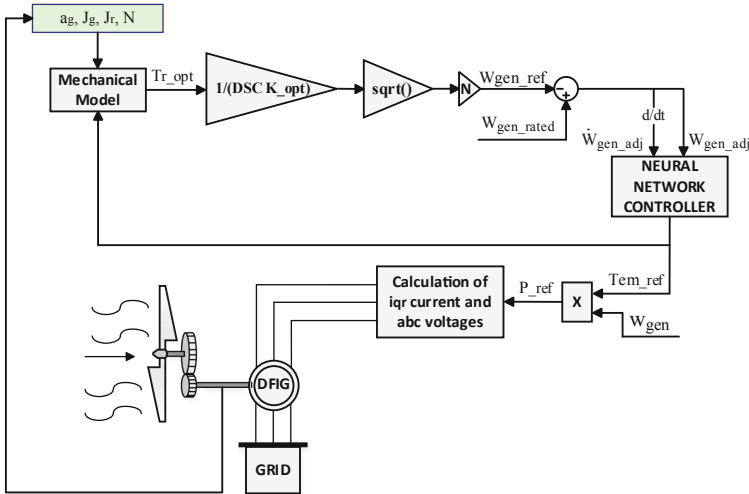 ag, Jg, Jr, N
Mechanical
Model
Tr_opt
1/(DSC K_opt)
sqrt()
N
Wgen_ref
-
+
Wgen_rated
d/dt
Ẇgen_adj
Wgen_adj
NEURAL
NETWORK
CONTROLLER
Calculation of
iqr current and
abc voltages
P_ref
X
Tem_ref
Wgen
DFIG
GRID